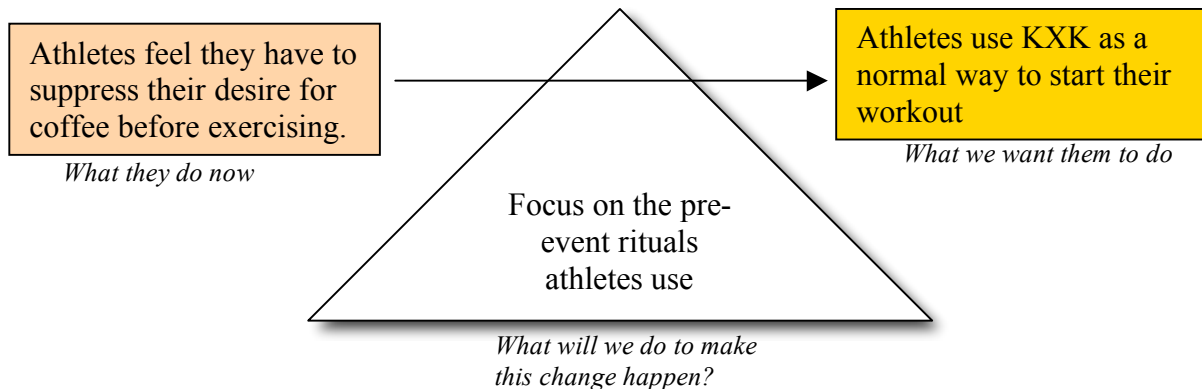 Athletes feel they have to
suppress their desire for
coffee before exercising.
What they do now
Athletes use KXK as a
normal way to start their
workout
What we want them to do
Focus on the pre-
event rituals
athletes use
What will we do to make
this change happen?